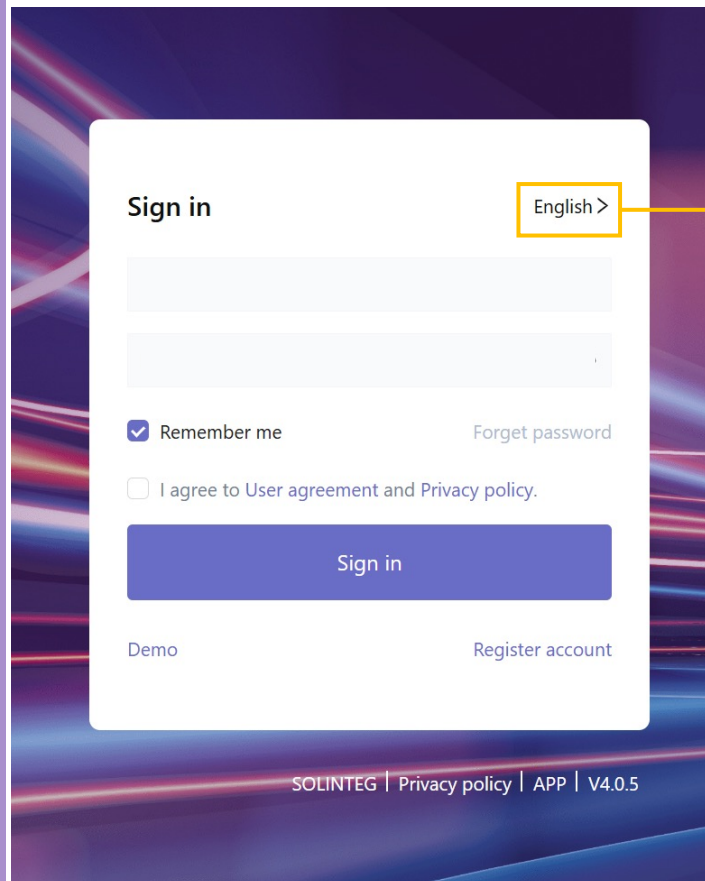 Sign in
English >
Remember me
Forget password
I agree to User agreement and Privacy policy.
Sign in
Demo
Register account
SOLINTEG | Privacy policy | APP | V4.0.5